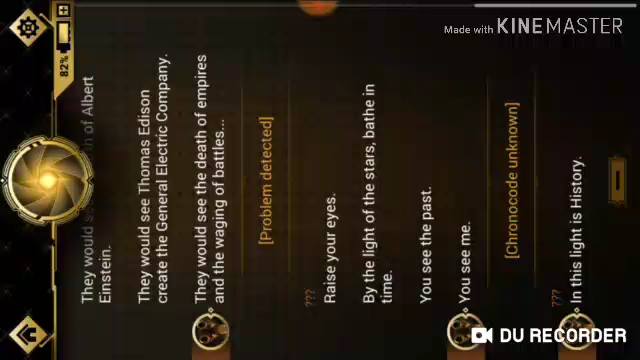 Made with KINEMASTER
82%
They would s of Albert
Einstein.
They would see Thomas Edison
create the General Electric Company.
They would see the death of empires
and the waging of battles...
[Problem detected]
???
Raise your eyes.
By the light of the stars, bathe in
time.
You see the past.
You see me.
[Chronocode unknown]
???
In this light is History.
DU RECORDER